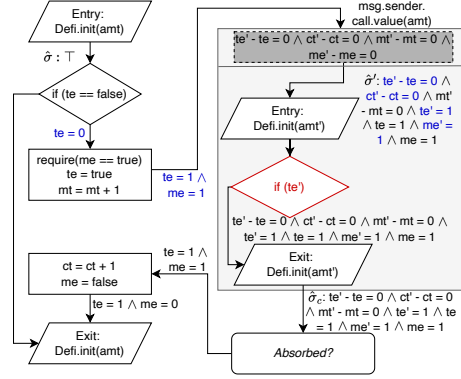 Entry:
Defi.init(amt)
σ̂ : ⊤
if (te == false)
te = 0
require(me == true)
te = true
mt = mt + 1
te = 1 ∧
me = 1
msg.sender.
call.value(amt)
te' - te = 0 ∧ ct' - ct = 0 ∧ mt' - mt = 0 ∧
me' - me = 0
σ̂': te' - te = 0 ∧
ct' - ct = 0 ∧ mt'
- mt = 0 ∧ te' = 1
∧ te = 1 ∧ me' =
1 ∧ me = 1
Entry:
Defi.init(amt')
if (te')
te' - te = 0 ∧ ct' - ct = 0 ∧ mt' - mt = 0 ∧
te' = 1 ∧ te = 1 ∧ me' = 1 ∧ me = 1
Exit:
Defi.init(amt')
σ̂c: te' - te = 0 ∧ ct' - ct = 0
∧ mt' - mt = 0 ∧ te' = 1 ∧ te
= 1 ∧ me' = 1 ∧ me = 1
Absorbed?
te = 1 ∧
me = 1
ct = ct + 1
me = false
te = 1 ∧ me = 0
Exit:
Defi.init(amt)